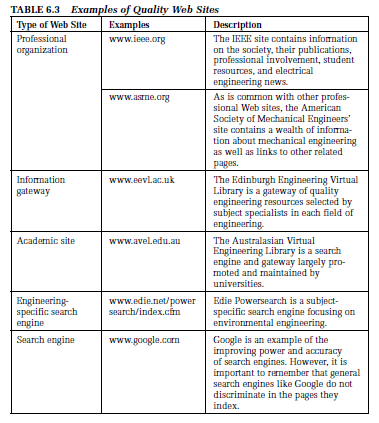 TABLE 6.3 Examples of Quality Web Sites
Type of Web Site Examples Description
Professional organization
www.ieee.org
The IEEE site contains information
on the society, their publications,
professional involvement, student
resources, and electrical
engineering news.
www.asme.org
As is common with other profes-
sional Web sites, the American
Society of Mechanical Engineers'
site contains a wealth of informa-
tion about mechanical engineering
as well as links to other related
pages.
Information
gateway
www.eevl.ac.uk
The Edinburgh Engineering Virtual
Library is a gateway of quality
engineering resources selected by
subject specialists in each field of
engineering.
Academic site
www.avel.edu.au
The Australasian Virtual
Engineering Library is a search
engine and gateway largely pro-
moted and maintained by
universities.
Engineering-
specific search
engine
www.edie.net/power
search/index.cfm
Edie Powersearch is a subject-
specific search engine focusing on
environmental engineering.
Search engine
www.google.com
Google is an example of the
improving power and accuracy
of search engines. However, it is
important to remember that general
search engines like Google do not
discriminate in the pages they
index.